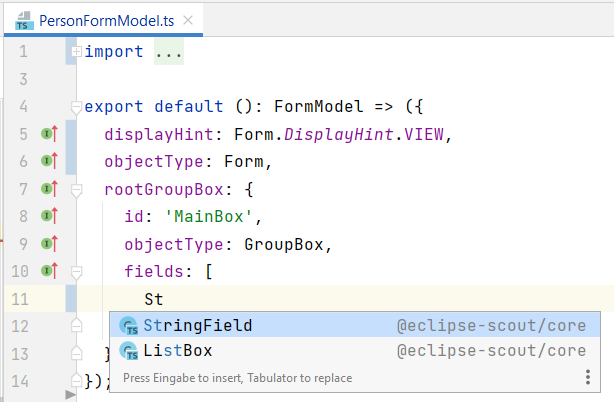 PersonFormModel.ts
1 import ...
3
4 export default (): FormModel => ({
5 displayHint: Form.DisplayHint.VIEW,
6 objectType: Form,
7 rootGroupBox: {
8 id: 'MainBox',
9 objectType: GroupBox,
10 fields: [
11 St
12 StringField @eclipse-scout/core
13 } ListBox @eclipse-scout/core
Press Eingabe to insert, Tabulator to replace
14 });